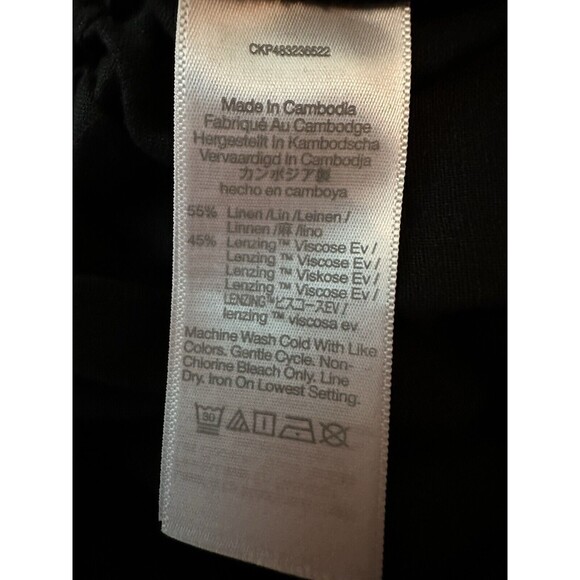 CKP483236522
Made In Cambodia
Fabriqué Au Cambodge
Hergestellt in Kambodscha
Vervaardigd in Cambodja
カンボジア製
hecho en camboya
55% Linen /Lin /Leinen /
Linnen /麻 /lino
45% Lenzing ™ Viscose Ev /
Lenzing ™ Viscose Ev /
Lenzing ™ Viskose Ev /
Lenzing ™ Viscose Ev /
LENZING™ビスコースEV /
lenzing ™ viscosa ev
Machine Wash Cold With Like
Colors. Gentle Cycle. Non-
Chlorine Bleach Only. Line
Dry. Iron On Lowest Setting.
30